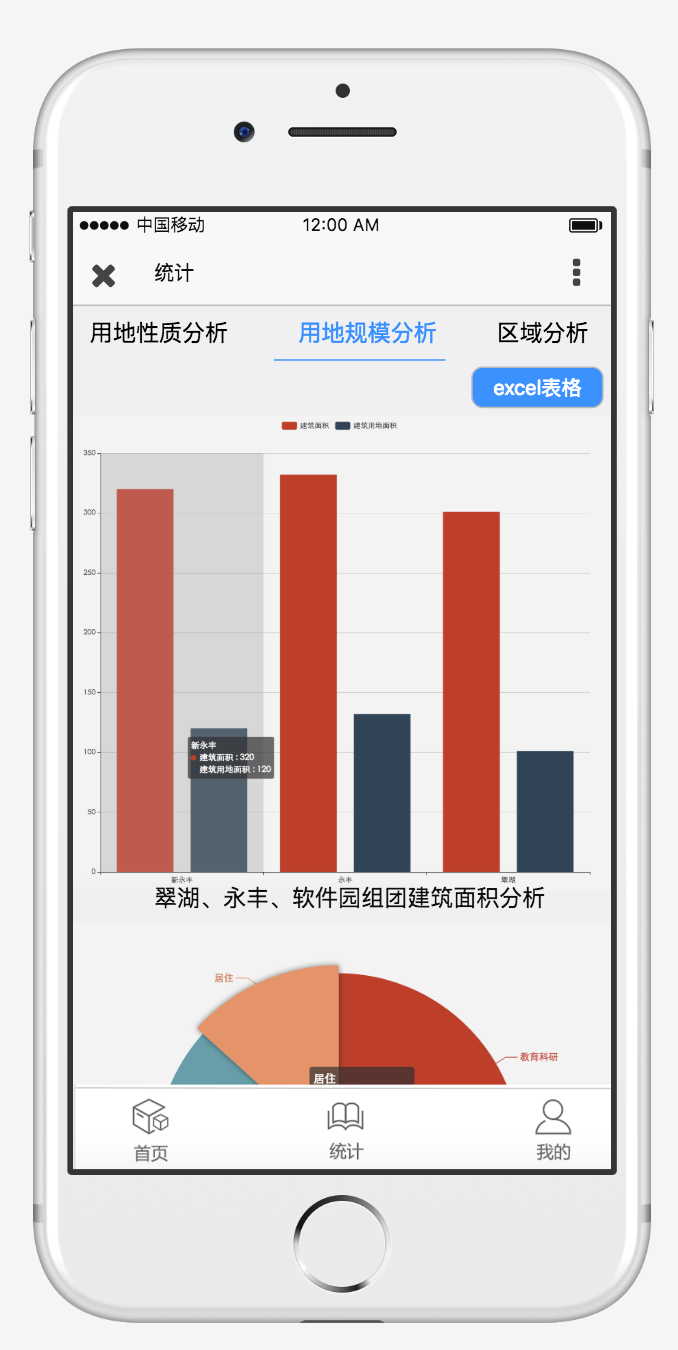 中国移动 12:00 AM
统计
用地性质分析 用地规模分析 区域分析
excel表格
建筑面积 建筑用地面积
350
300
250
200
150
100
50
0
新永丰
建筑面积 : 320
建筑用地面积 : 120
新永丰 永丰 翠湖
翠湖、永丰、软件园组团建筑面积分析
居住
教育科研
居住
首页 统计 我的